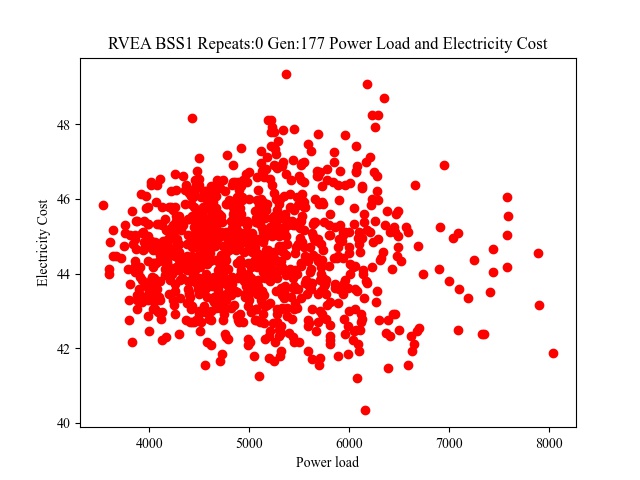 RVEA BSS1 Repeats:0 Gen:177 Power Load and Electricity Cost
48
46
44
42
40
Electricity Cost
4000 5000 6000 7000 8000
Power load